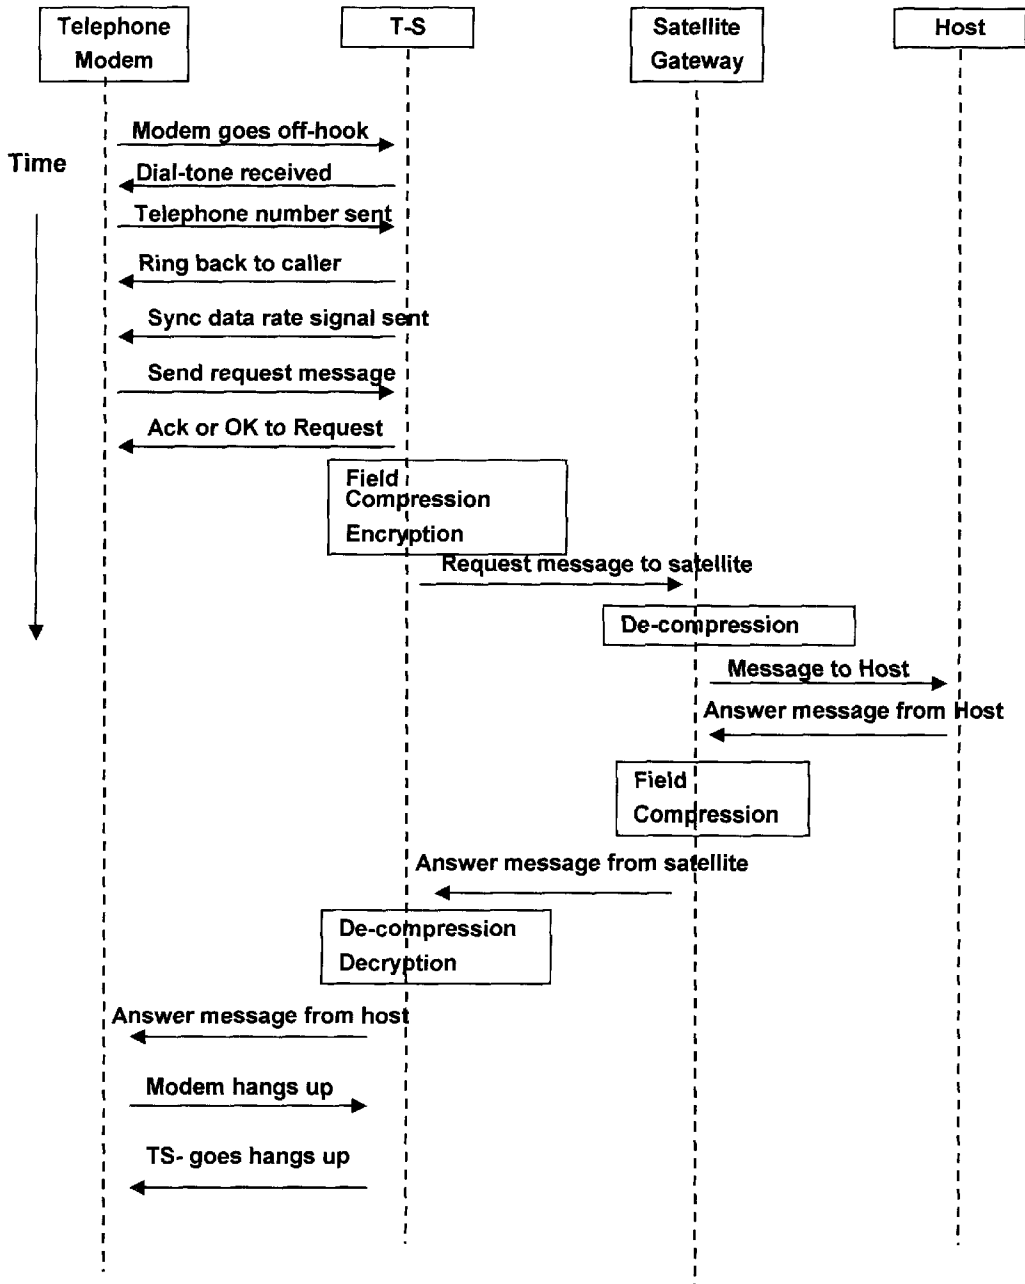 Telephone
Modem
T-S
Satellite
Gateway
Host
Modem goes off-hook
Time
Dial-tone received
Telephone number sent
Ring back to caller
Sync data rate signal sent
Send request message
Ack or OK to Request
Field
Compression
Encryption
Request message to satellite
De-compression
Message to Host
Answer message from Host
Field
Compression
Answer message from satellite
De-compression
Decryption
Answer message from host
Modem hangs up
TS- goes hangs up